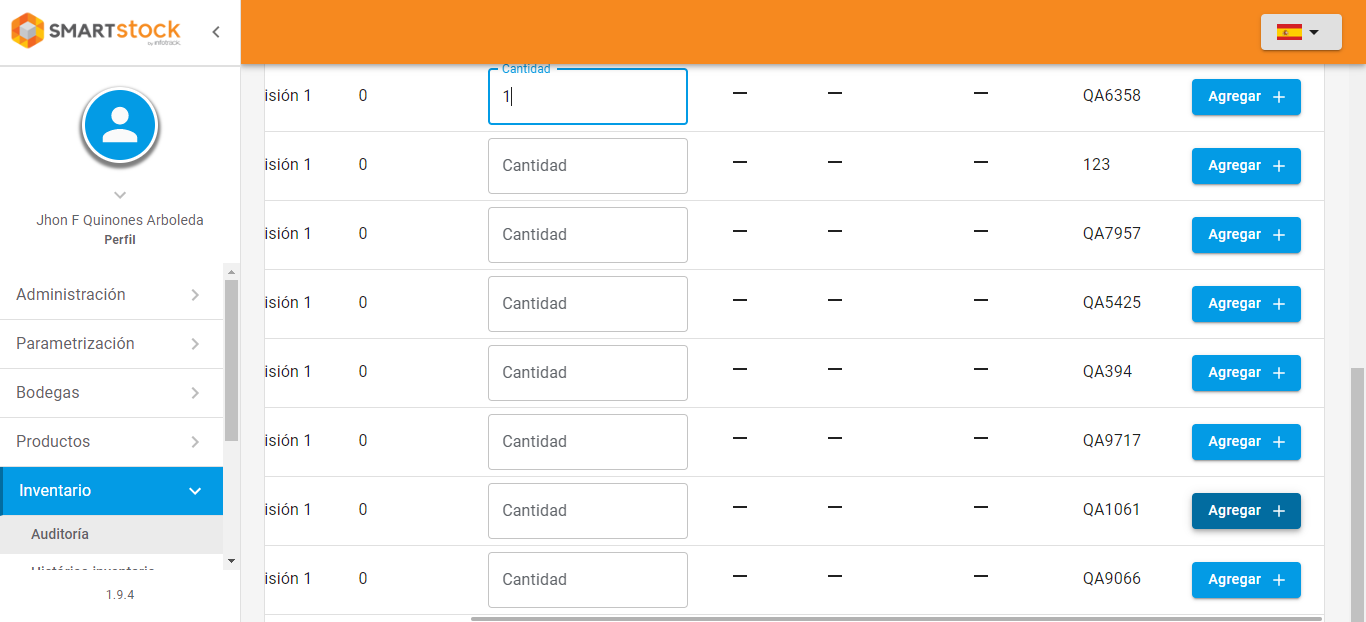 SMARTSTOCK
by infotrack.
Jhon F Quinones Arboleda
Perfil
Administración
Parametrización
Bodegas
Productos
Inventario
Auditoría
Histórico inventario
1.9.4
Cantidad
isión 1 0 1 — — — QA6358 Agregar +
isión 1 0 Cantidad — — — 123 Agregar +
isión 1 0 Cantidad — — — QA7957 Agregar +
isión 1 0 Cantidad — — — QA5425 Agregar +
isión 1 0 Cantidad — — — QA394 Agregar +
isión 1 0 Cantidad — — — QA9717 Agregar +
isión 1 0 Cantidad — — — QA1061 Agregar +
isión 1 0 Cantidad — — — QA9066 Agregar +